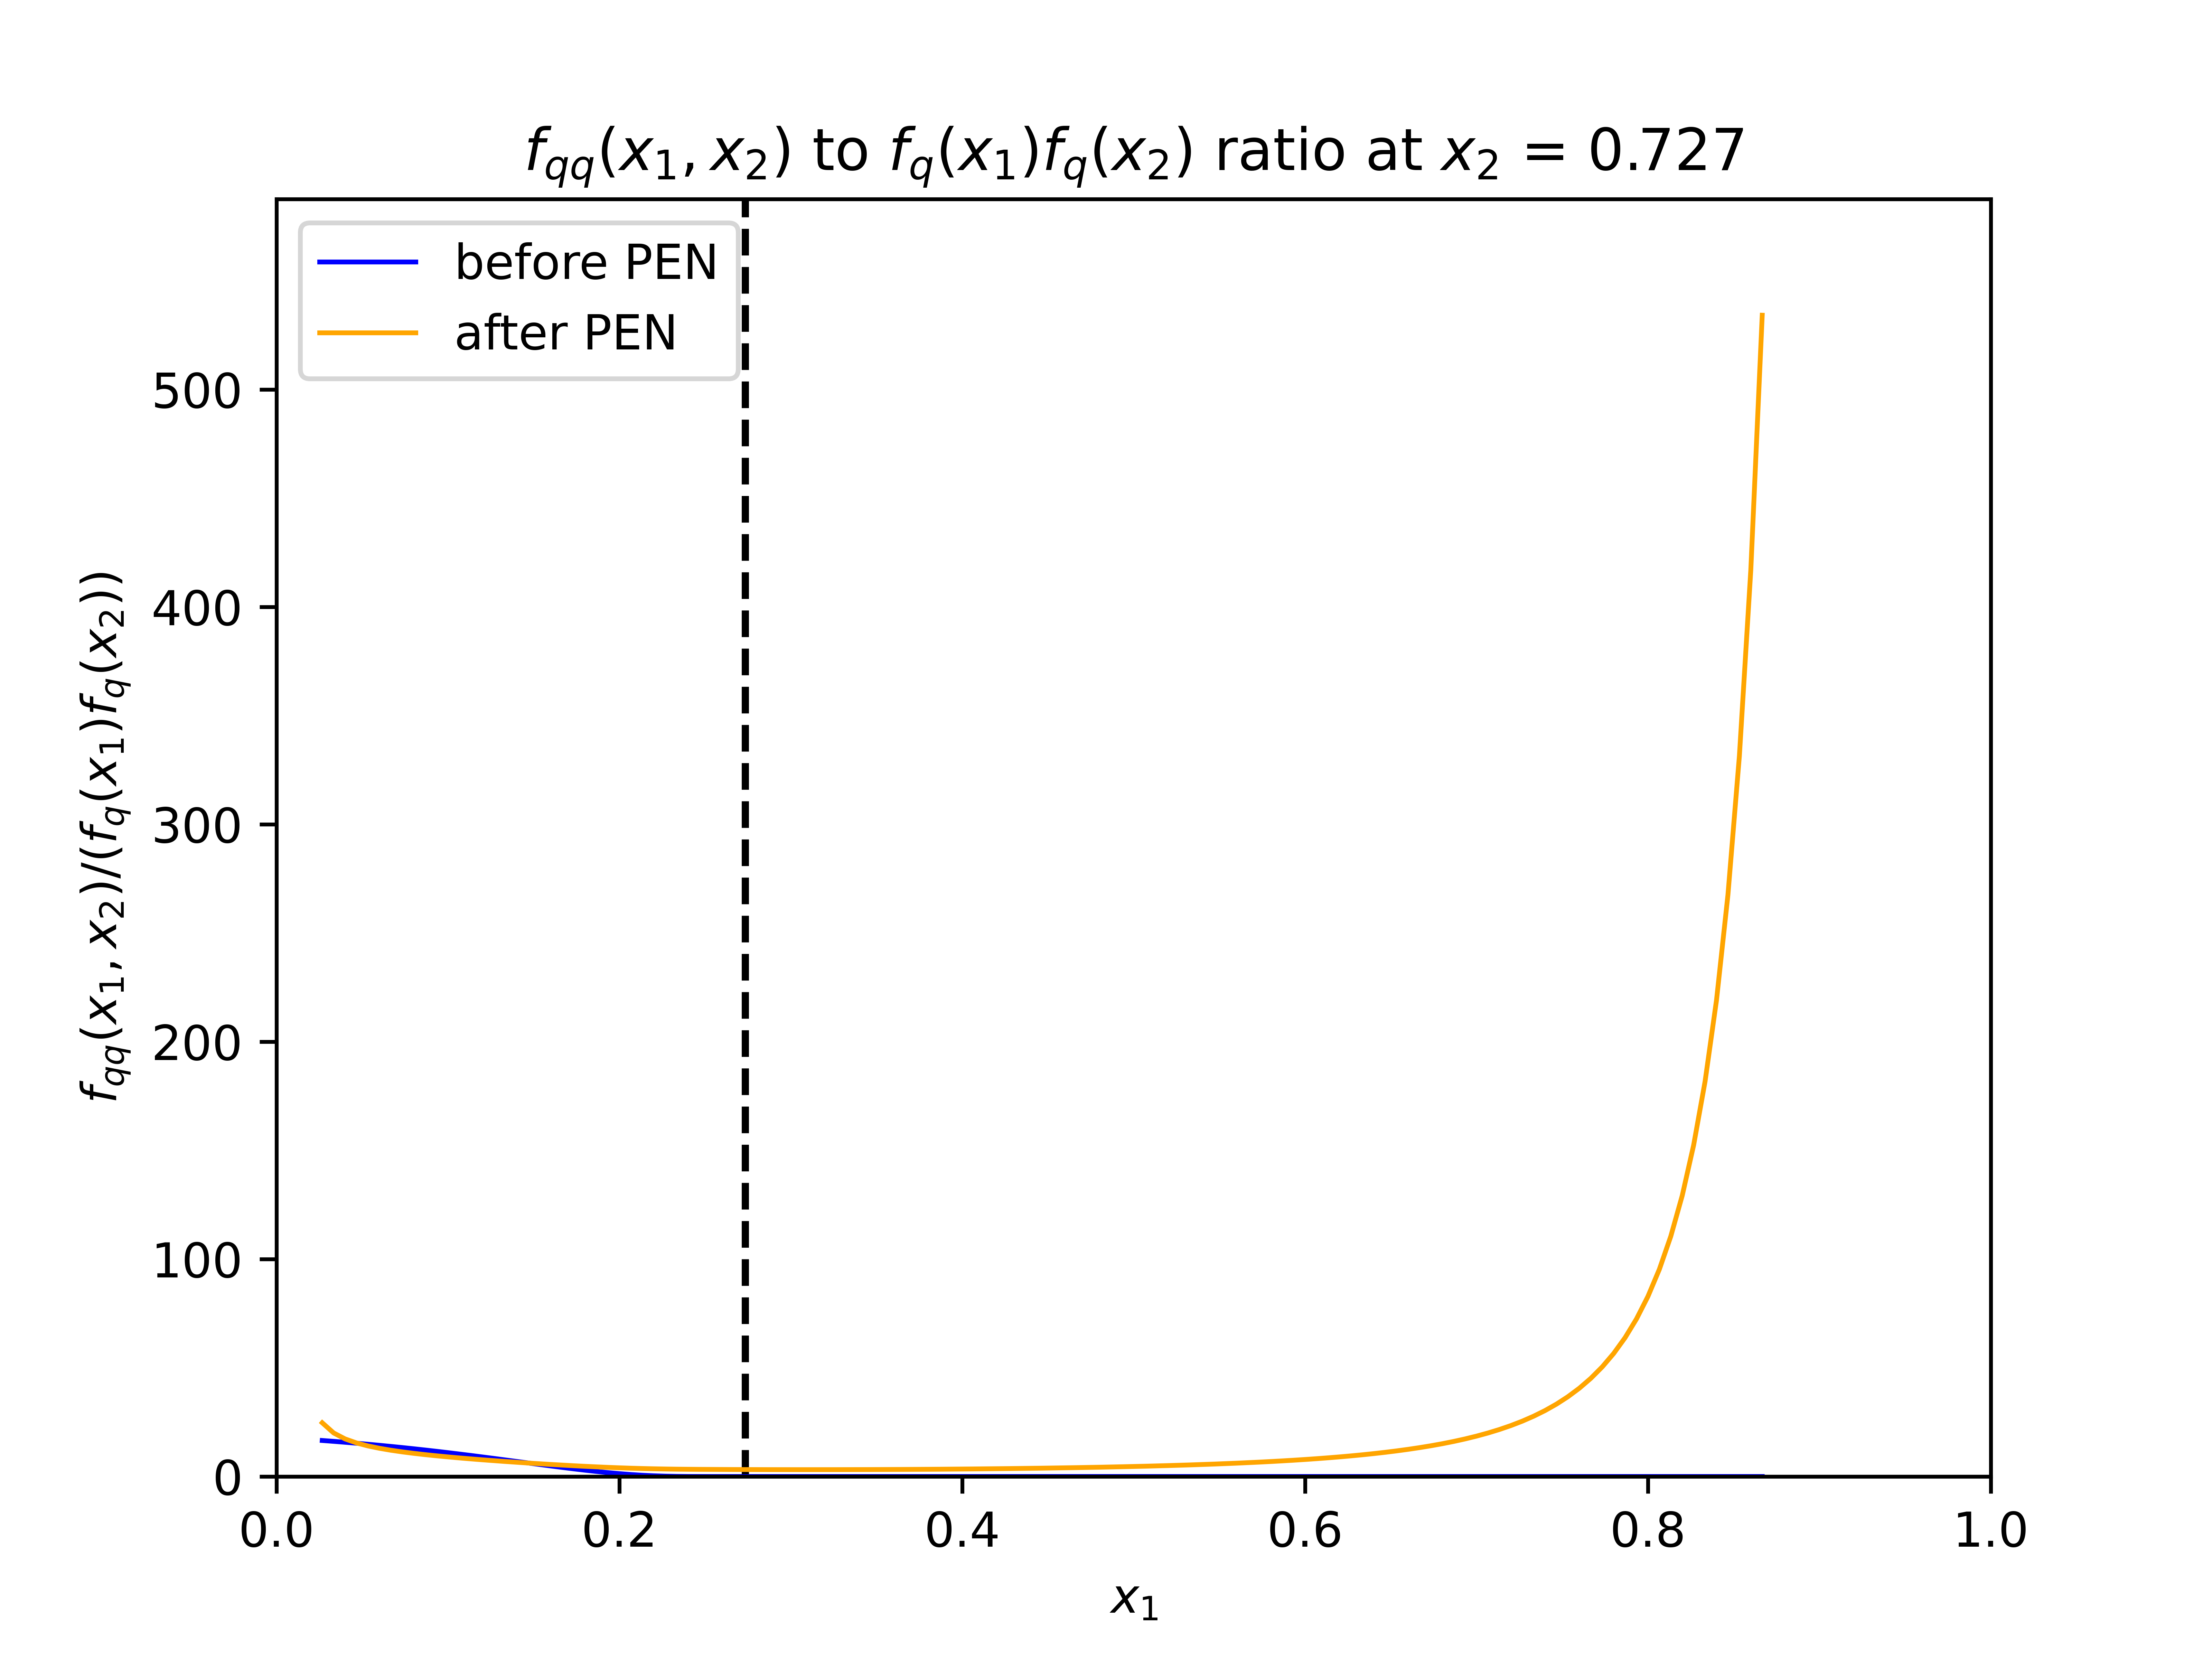 f_qq(x_1, x_2) to f_q(x_1)f_q(x_2) ratio at x_2 = 0.727
before PEN
after PEN
f_qq(x_1, x_2)/(f_q(x_1)f_q(x_2))
500
400
300
200
100
0
0.0 0.2 0.4 0.6 0.8 1.0
x_1